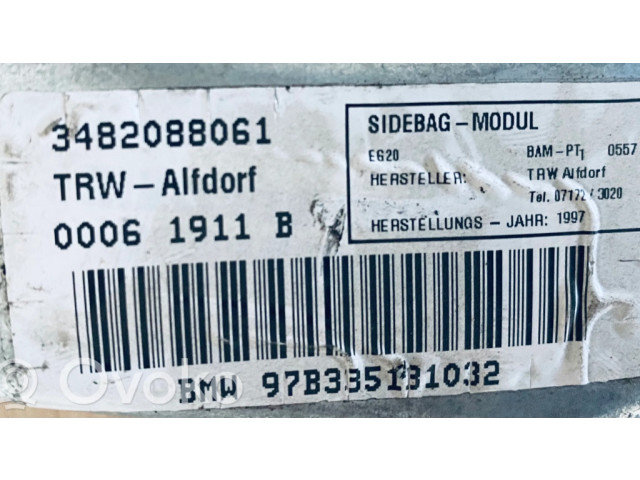 3482088061
TRW-Alfdorf
0006 1911 B
SIDEBAG-MODUL
EG20 BAM-PT1 0557
HERSTELLER: TRW Alfdorf
Tel. 07172/3020
HERSTELLUNGS - JAHR: 1997
BMW 97B335131032
Ovoko